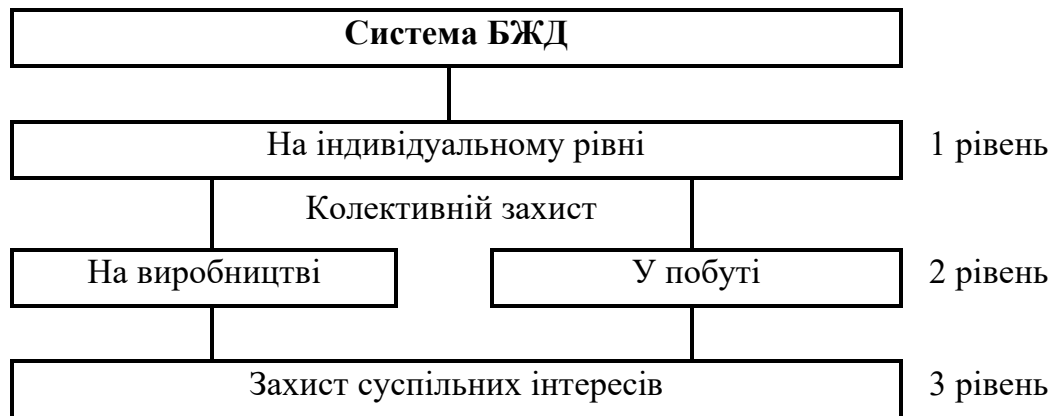 Система БЖД
На індивідуальному рівні 1 рівень
Колективній захист
На виробництві У побуті 2 рівень
Захист суспільних інтересів 3 рівень